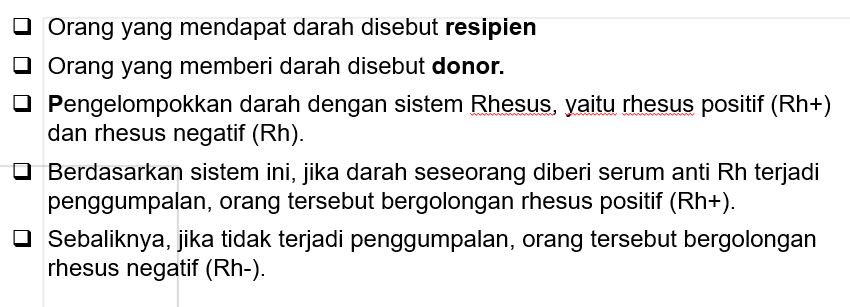 ❑ Orang yang mendapat darah disebut resipien
❑ Orang yang memberi darah disebut donor.
❑ Pengelompokkan darah dengan sistem Rhesus, yaitu rhesus positif (Rh+)
dan rhesus negatif (Rh).
❑ Berdasarkan sistem ini, jika darah seseorang diberi serum anti Rh terjadi
penggumpalan, orang tersebut bergolongan rhesus positif (Rh+).
❑ Sebaliknya, jika tidak terjadi penggumpalan, orang tersebut bergolongan
rhesus negatif (Rh-).